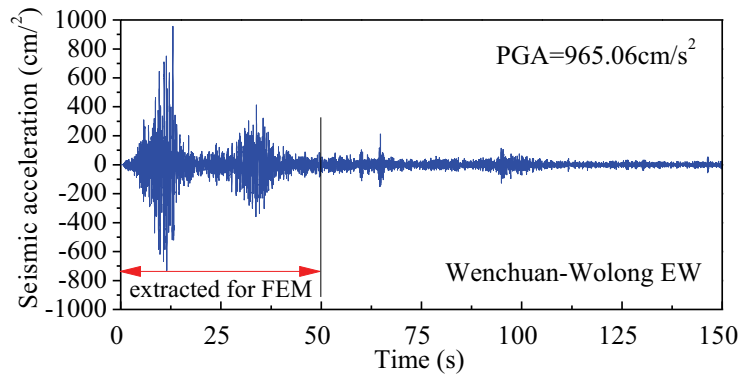 Seismic acceleration (cm/²)
1000
800
600
400
200
0
-200
-400
-600
-800
-1000
PGA=965.06cm/s²
Wenchuan-Wolong EW
extracted for FEM
0 25 50 75 100 125 150
Time (s)